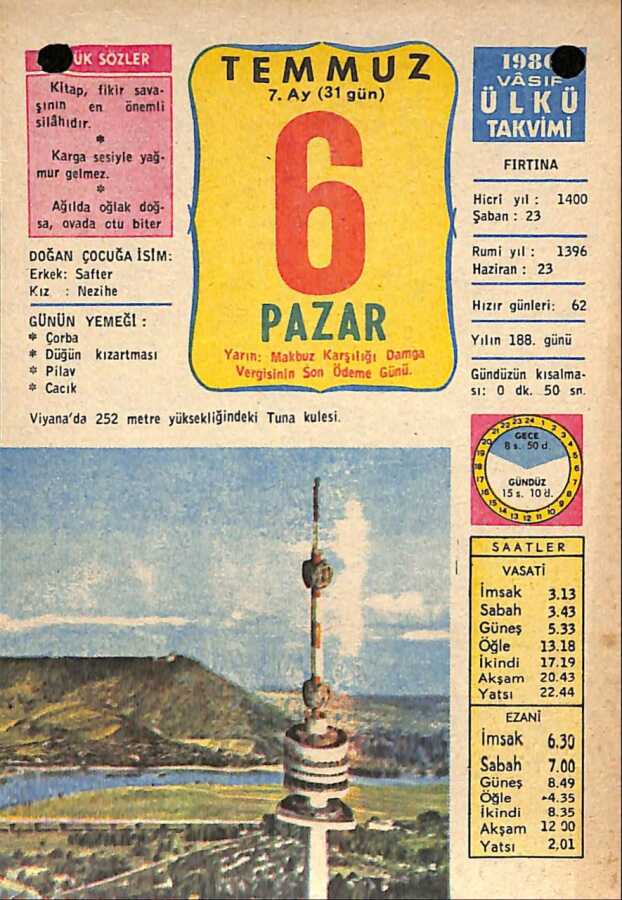 ÜK SÖZLER
Kitap, fikir sava-
şının en önemli
silâhıdır.
*
Karga sesiyle yağ-
mur gelmez.
*
Ağılda oğlak doğ-
sa, ovada otu biter
DOĞAN ÇOCUĞA İSİM:
Erkek: Safter
Kız : Nezihe
GÜNÜN YEMEĞİ :
* Çorba
* Düğün kızartması
* Pilav
* Cacık
TEMMUZ
7. Ay (31 gün)
6
PAZAR
Yarın: Makbuz Karşılığı Damga
Vergisinin Son Ödeme Günü.
198
VÂSIF
ÜLKÜ
TAKVİMİ
FIRTINA
Hicri yıl : 1400
Şaban : 23
Rumi yıl : 1396
Haziran : 23
Hızır günleri: 62
Yılın 188. günü
Gündüzün kısalma-
sı: 0 dk. 50 sn.
Viyana'da 252 metre yüksekliğindeki Tuna kulesi.
GECE
8 s. 50 d.
GÜNDÜZ
15 s. 10 d.
SAATLER
VASATİ
İmsak 3.13
Sabah 3.43
Güneş 5.33
Öğle 13.18
İkindi 17.19
Akşam 20.43
Yatsı 22.44
EZANİ
İmsak 6.30
Sabah 7.00
Güneş 8.49
Öğle 4.35
İkindi 8.35
Akşam 12 00
Yatsı 2,01